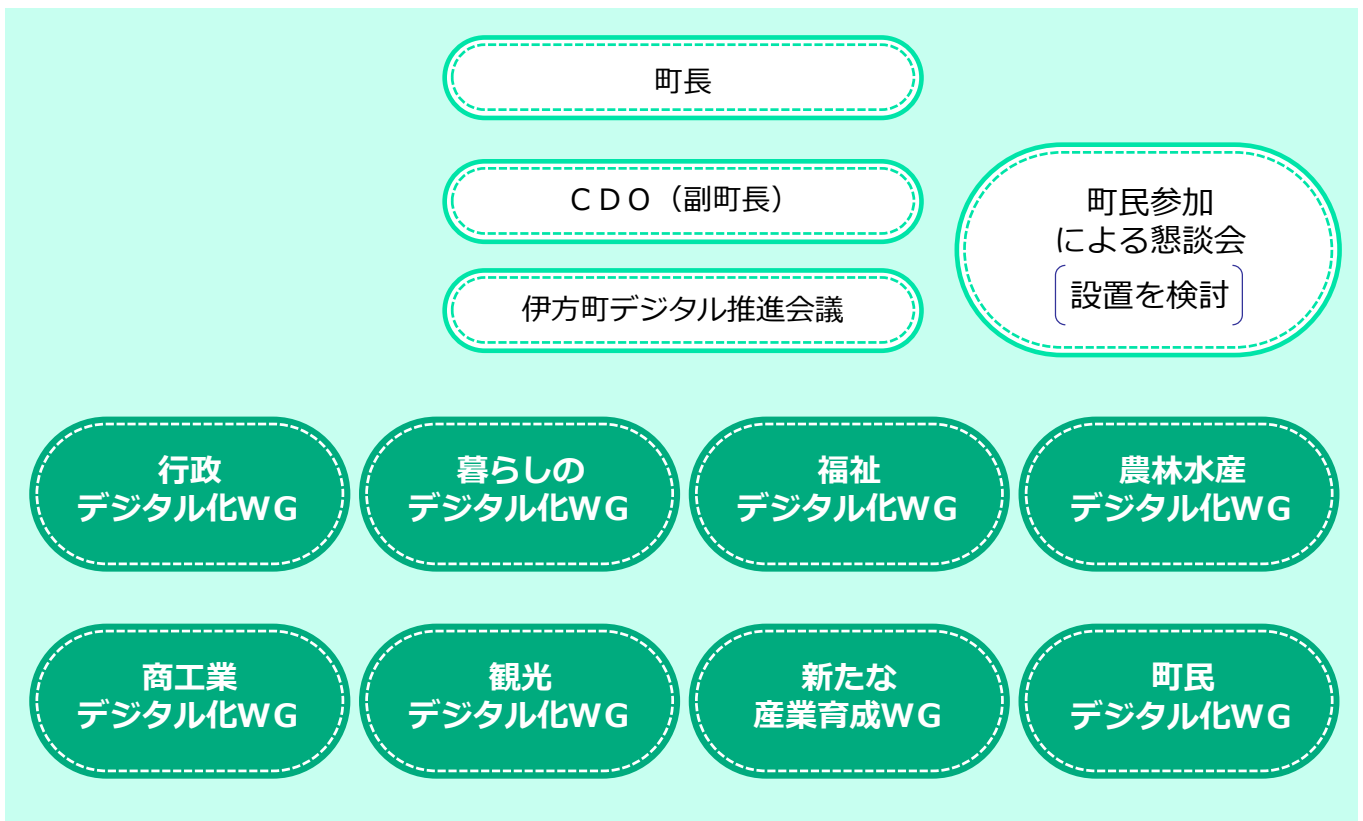 町長
ＣＤＯ（副町長）
伊方町デジタル推進会議
町民参加
による懇談会
設置を検討
行政
デジタル化ＷＧ
暮らしの
デジタル化ＷＧ
福祉
デジタル化ＷＧ
農林水産
デジタル化ＷＧ
商工業
デジタル化ＷＧ
観光
デジタル化ＷＧ
新たな
産業育成ＷＧ
町民
デジタル化ＷＧ